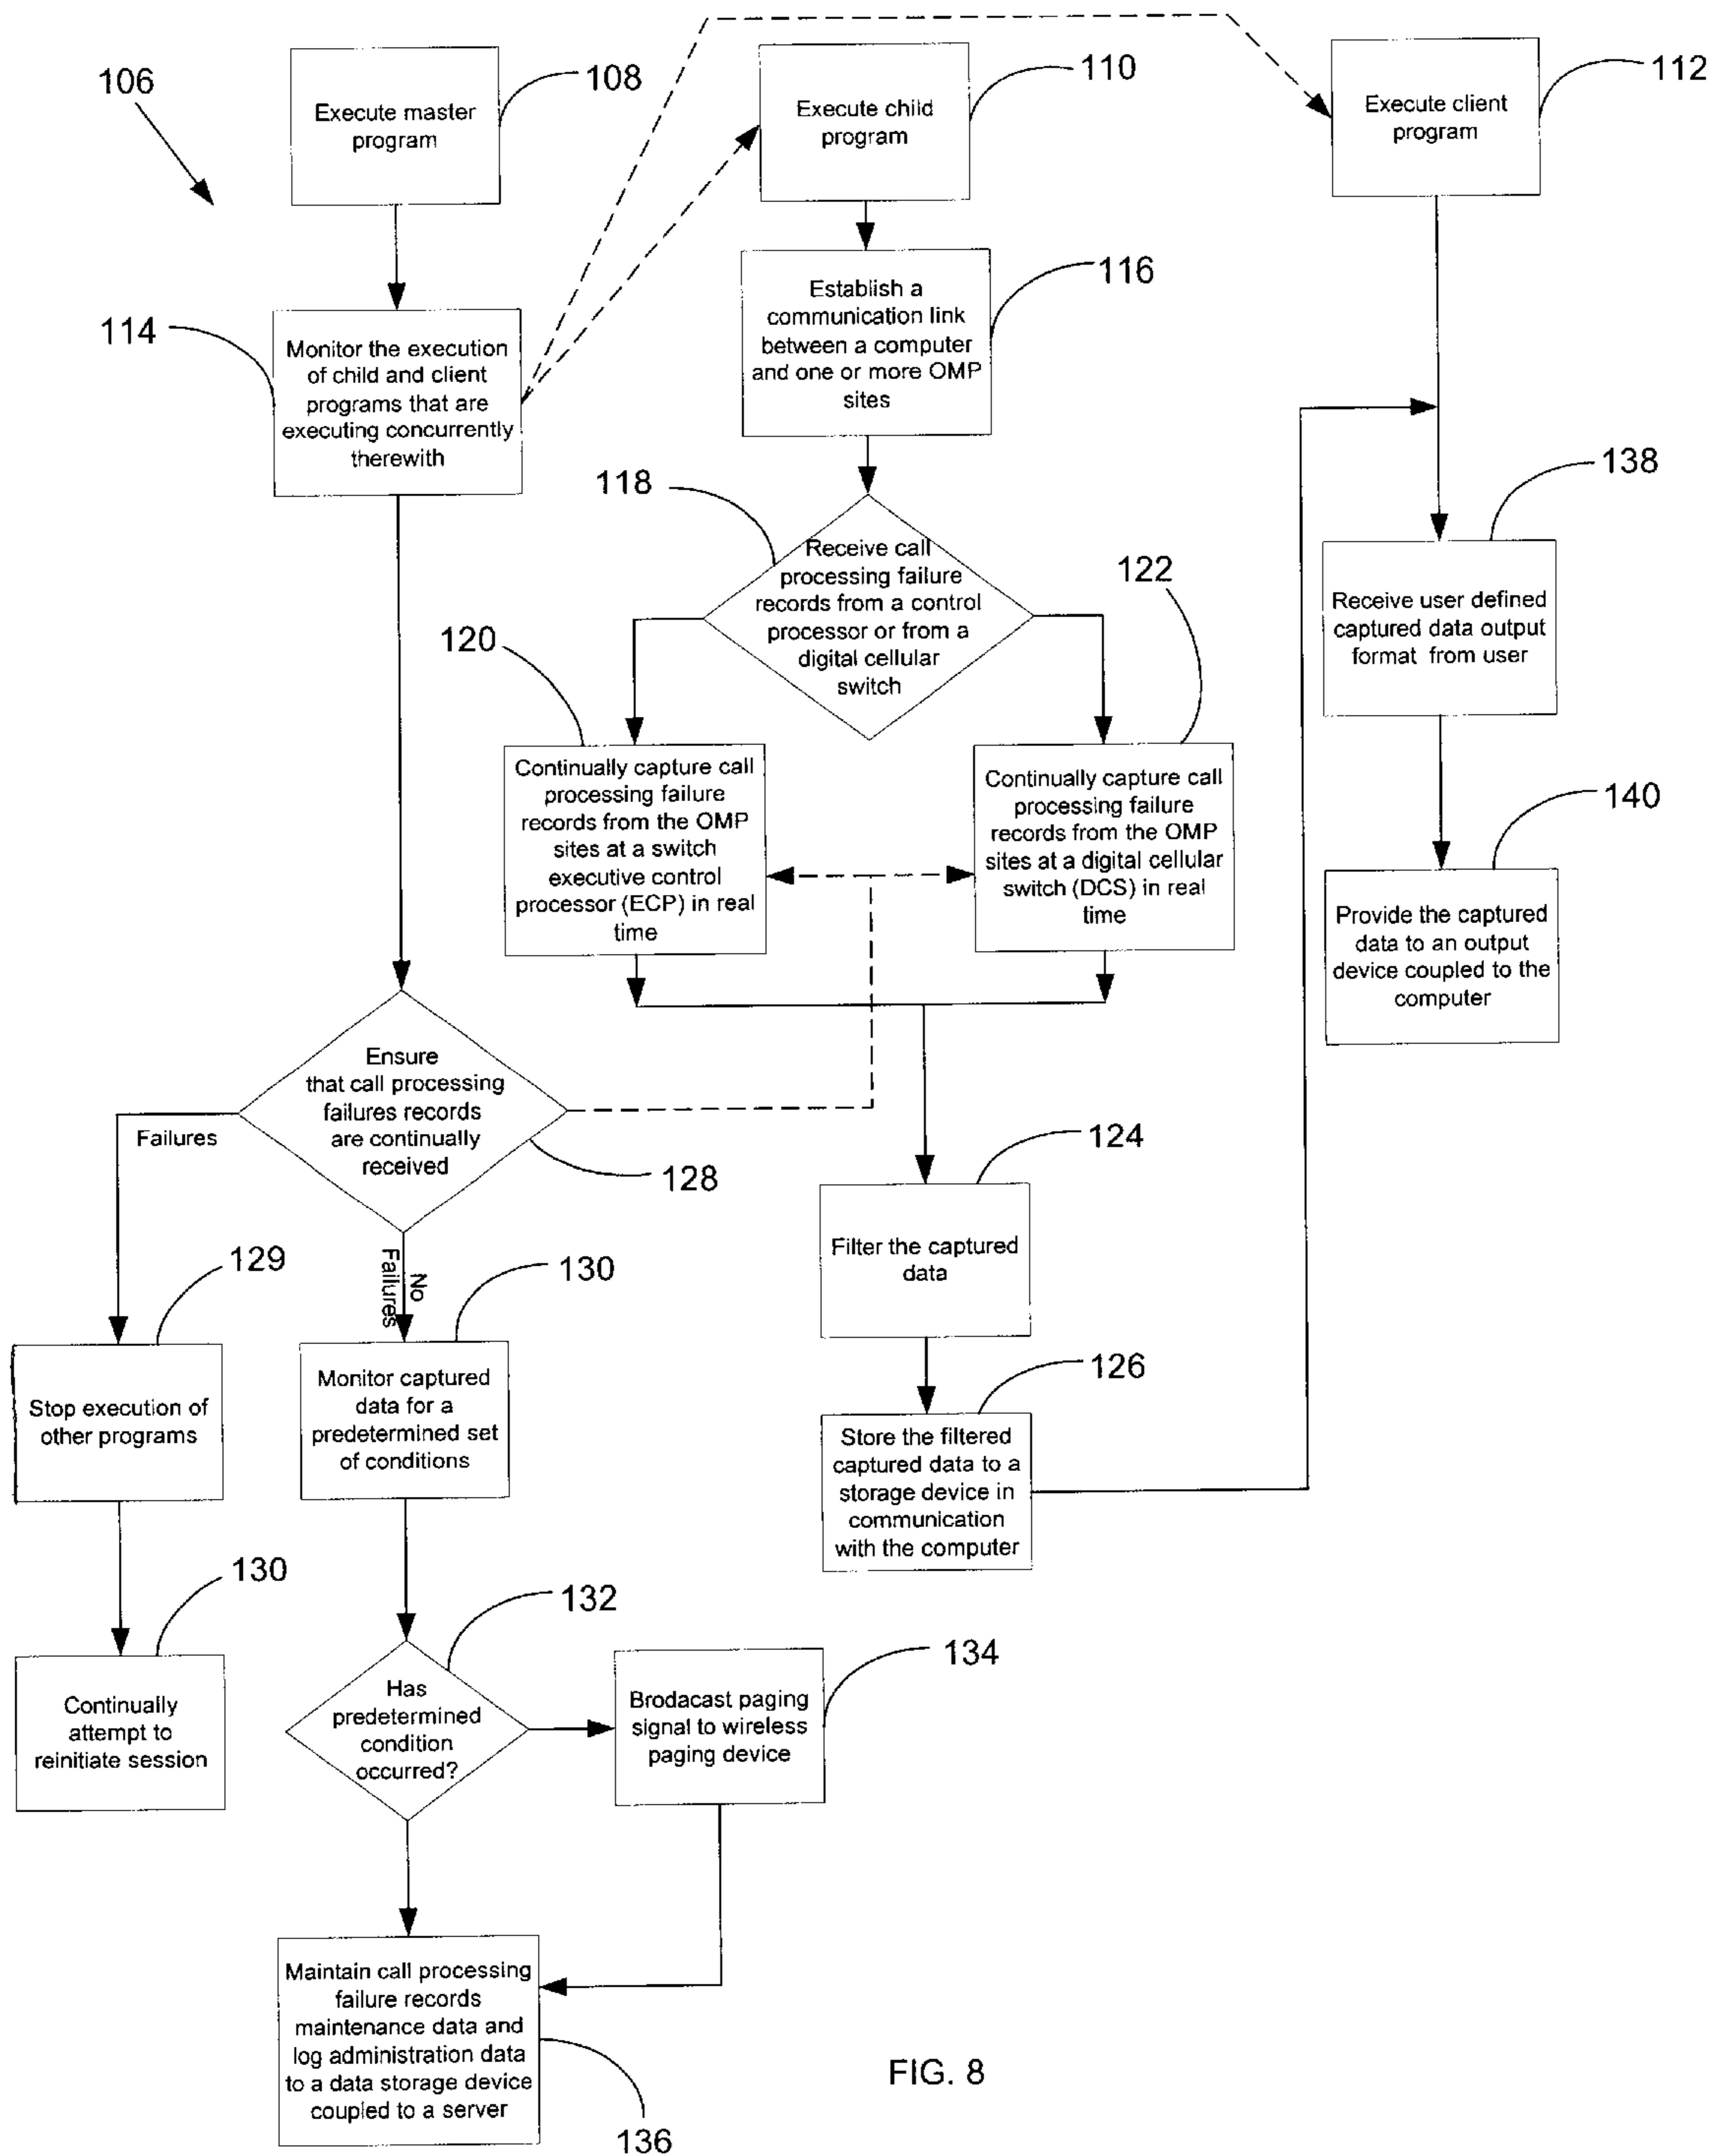 106
Execute master
program
108
Execute child
program
110
Execute client
program
112
114
Monitor the execution
of child and client
programs that are
executing concurrently
therewith
Establish a
communication link
between a computer
and one or more OMP
sites
116
118
Receive call
processing failure
records from a control
processor or from a
digital cellular
switch
120
Continually capture call
processing failure
records from the OMP
sites at a switch
executive control
processor (ECP) in real
time
122
Continually capture call
processing failure
records from the OMP
sites at a digital cellular
switch (DCS) in real
time
138
Receive user defined
captured data output
format from user
140
Provide the captured
data to an output
device coupled to the
computer
Ensure
that call processing
failures records
are continually
received
128
Failures
No
Failures
124
Filter the captured
data
126
Store the filtered
captured data to a
storage device in
communication
with the computer
129
Stop execution of
other programs
130
Monitor captured
data for a
predetermined set
of conditions
130
Continually
attempt to
reinitiate session
132
Has
predetermined
condition
occurred?
134
Brodacast paging
signal to wireless
paging device
Maintain call processing
failure records
maintenance data and
log administration data
to a data storage device
coupled to a server
136
FIG. 8